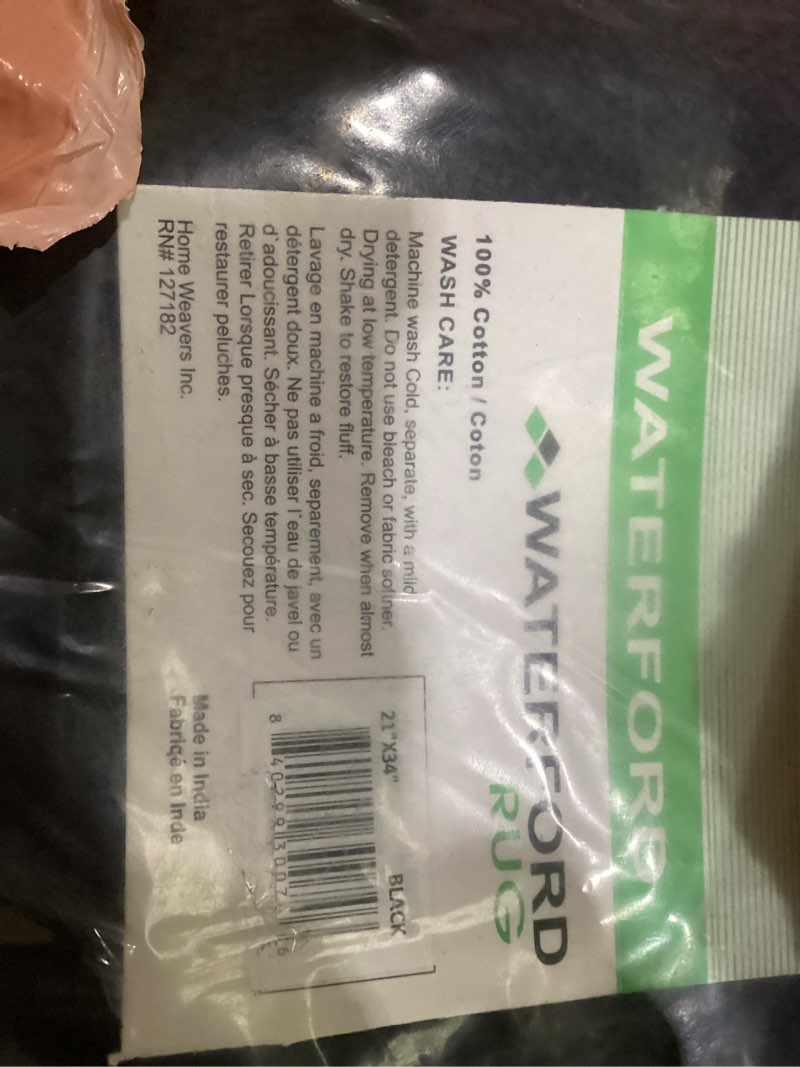 WATERFORD
WATERFORD
RUG
100% Cotton / Coton
WASH CARE:
Machine wash Cold, separate, with a mild
detergent. Do not use bleach or fabric softner.
Drying at low temperature. Remove when almost
dry. Shake to restore fluff.
Lavage en machine a froid, separement, avec un
détergent doux. Ne pas utiliser l`eau de javel ou
d`adoucissant. Sécher à basse température.
Retirer Lorsque presque à sec. Secouez pour
restaurer peluches.
Home Weavers Inc.
RN# 127182
21"X34" BLACK
8 40299 3007
Made in India
Fabriqé en Inde